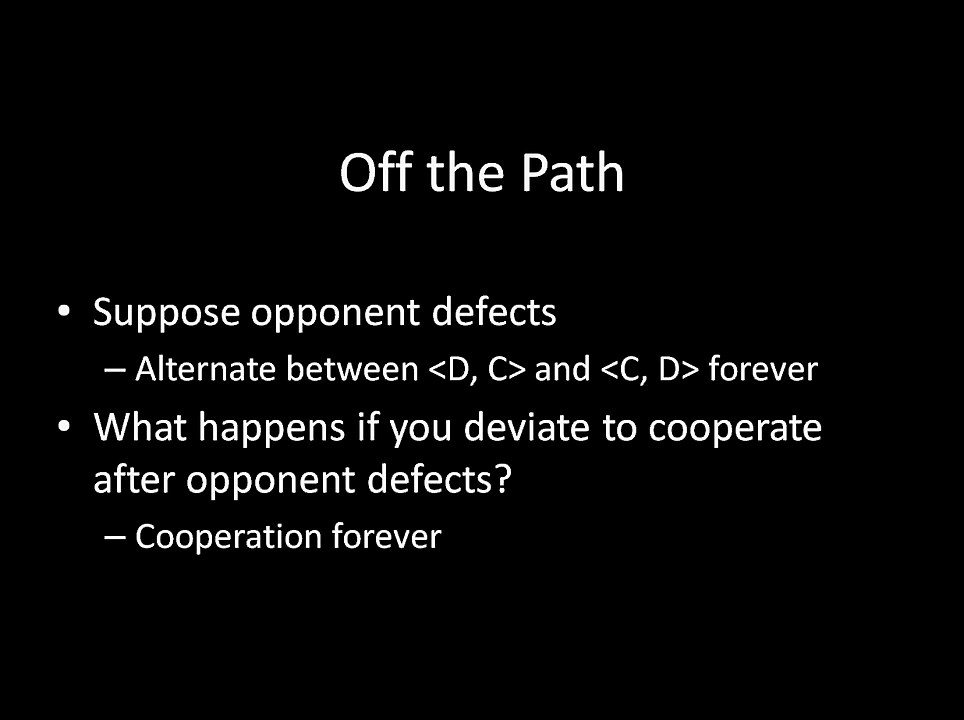 Off the Path
• Suppose opponent defects
– Alternate between <D, C> and <C, D> forever
• What happens if you deviate to cooperate
after opponent defects?
– Cooperation forever